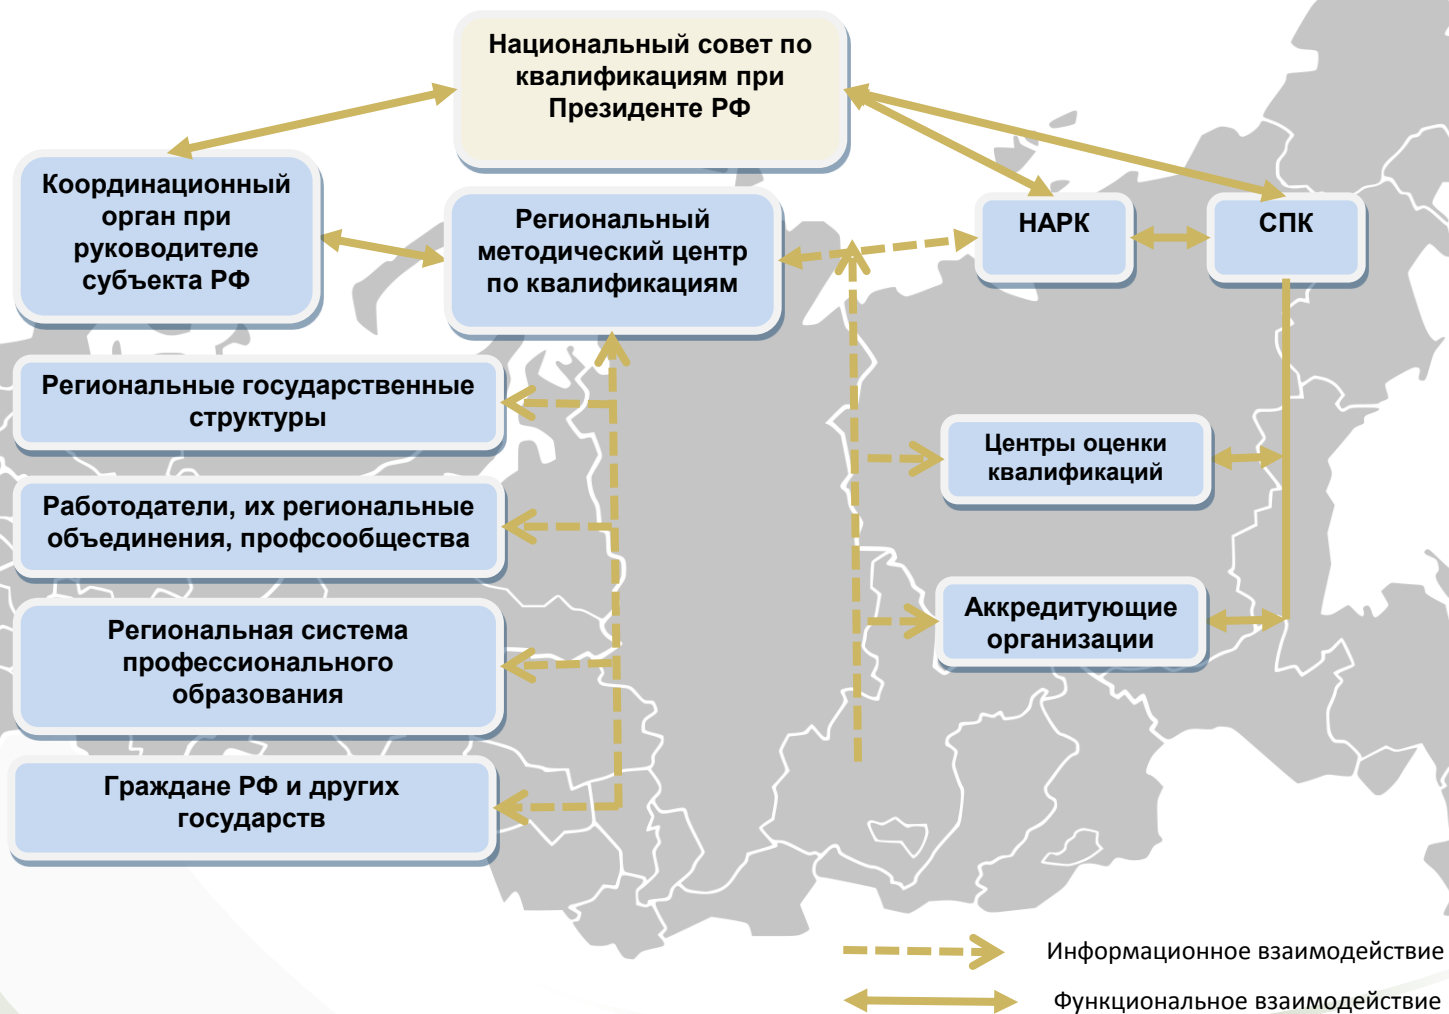 Национальный совет по
квалификациям при
Президенте РФ
Координационный
орган при
руководителе
субъекта РФ
Региональный
методический центр
по квалификациям
НАРК
СПК
Региональные государственные
структуры
Работодатели, их региональные
объединения, профсообщества
Региональная система
профессионального
образования
Граждане РФ и других
государств
Центры оценки
квалификаций
Аккредитующие
организации
Информационное взаимодействие
Функциональное взаимодействие